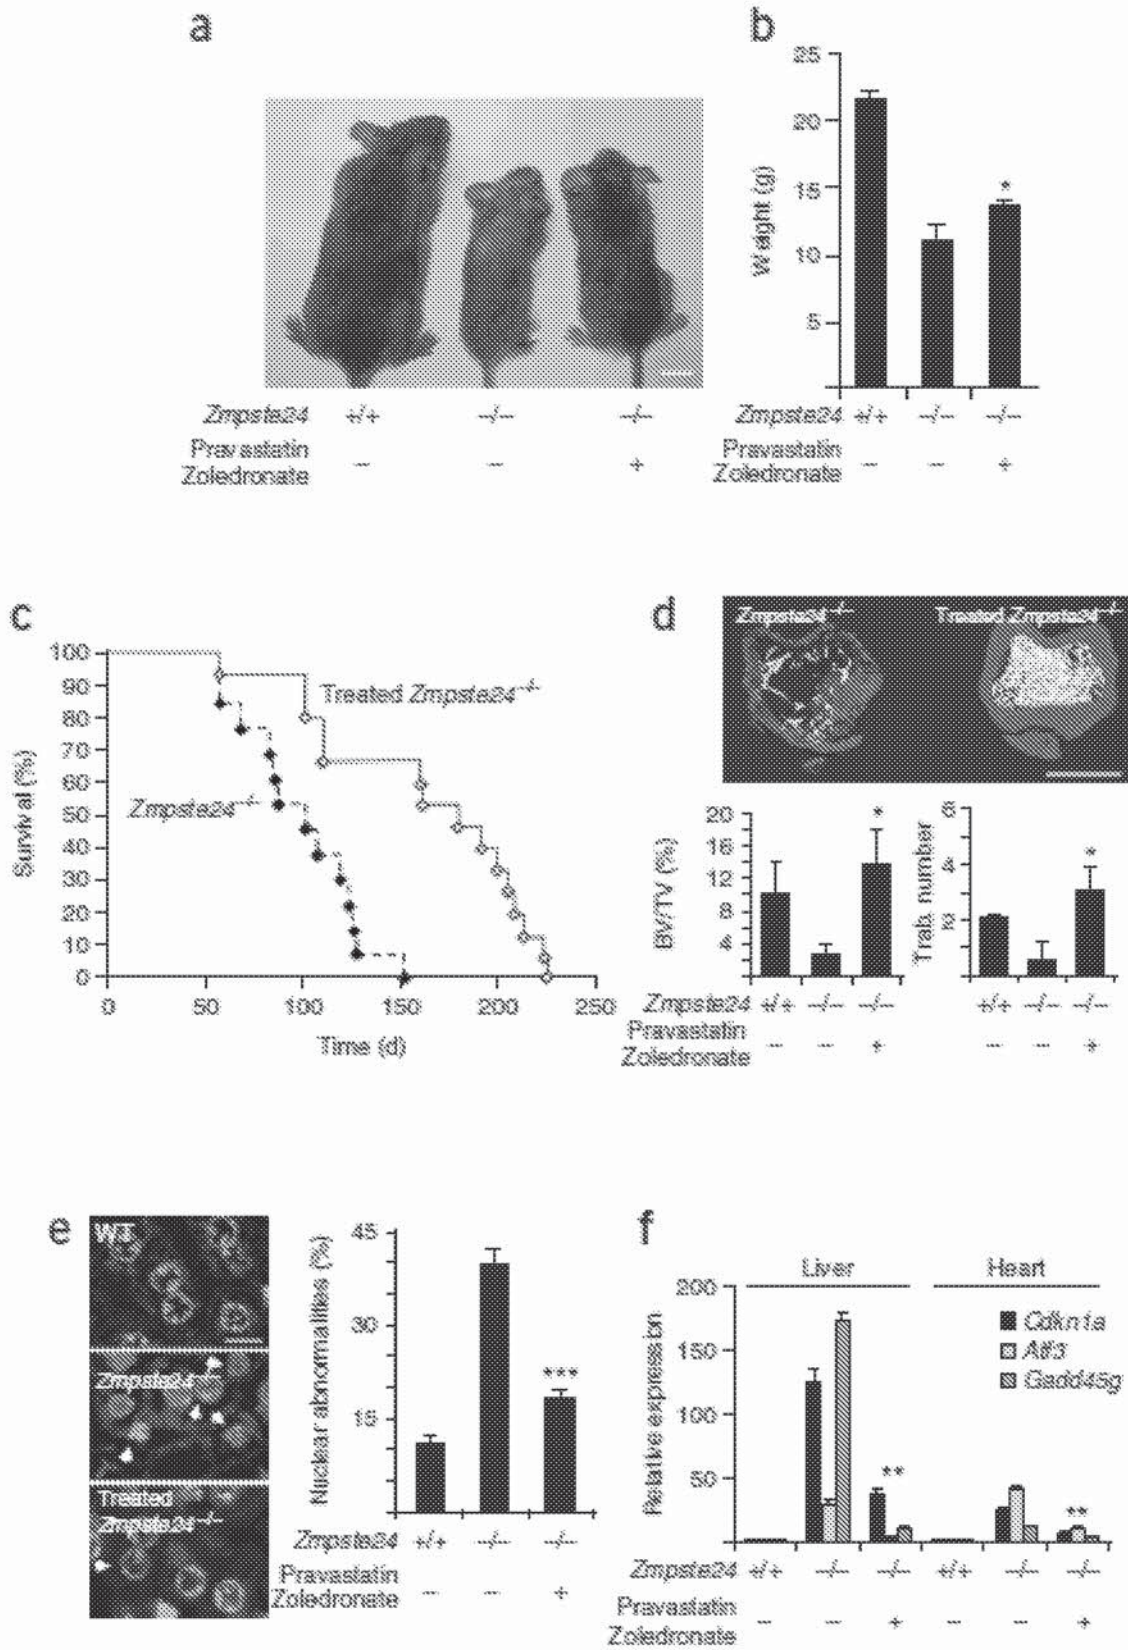 a
Zmpste24 +/+ –/– –/–
Pravastatin
Zoledronate – – +
b
25
20
15
10
5
Weight (g)
*
Zmpste24 +/+ –/– –/–
Pravastatin
Zoledronate – – +
c
100
90
80
70
60
50
40
30
20
10
0
Survival (%)
Treated Zmpste24–/–
Zmpste24–/–
0 50 100 150 200 250
Time (d)
d
Zmpste24–/– Treated Zmpste24–/–
20
16
12
8
4
BV/TV (%)
*
6
4
2
Trab. number
*
Zmpste24 +/+ –/– –/– +/+ –/– –/–
Pravastatin
Zoledronate – – + – – +
e
WT
Zmpste24–/–
Treated
Zmpste24–/–
45
30
15
Nuclear abnormalities (%)
***
Zmpste24 +/+ –/– –/–
Pravastatin
Zoledronate – – +
f
Liver Heart
200
150
100
50
Relative expression
Cdkn1a
Atf3
Gadd45g
**
**
Zmpste24 +/+ –/– –/– +/+ –/– –/–
Pravastatin
Zoledronate – – + – – +